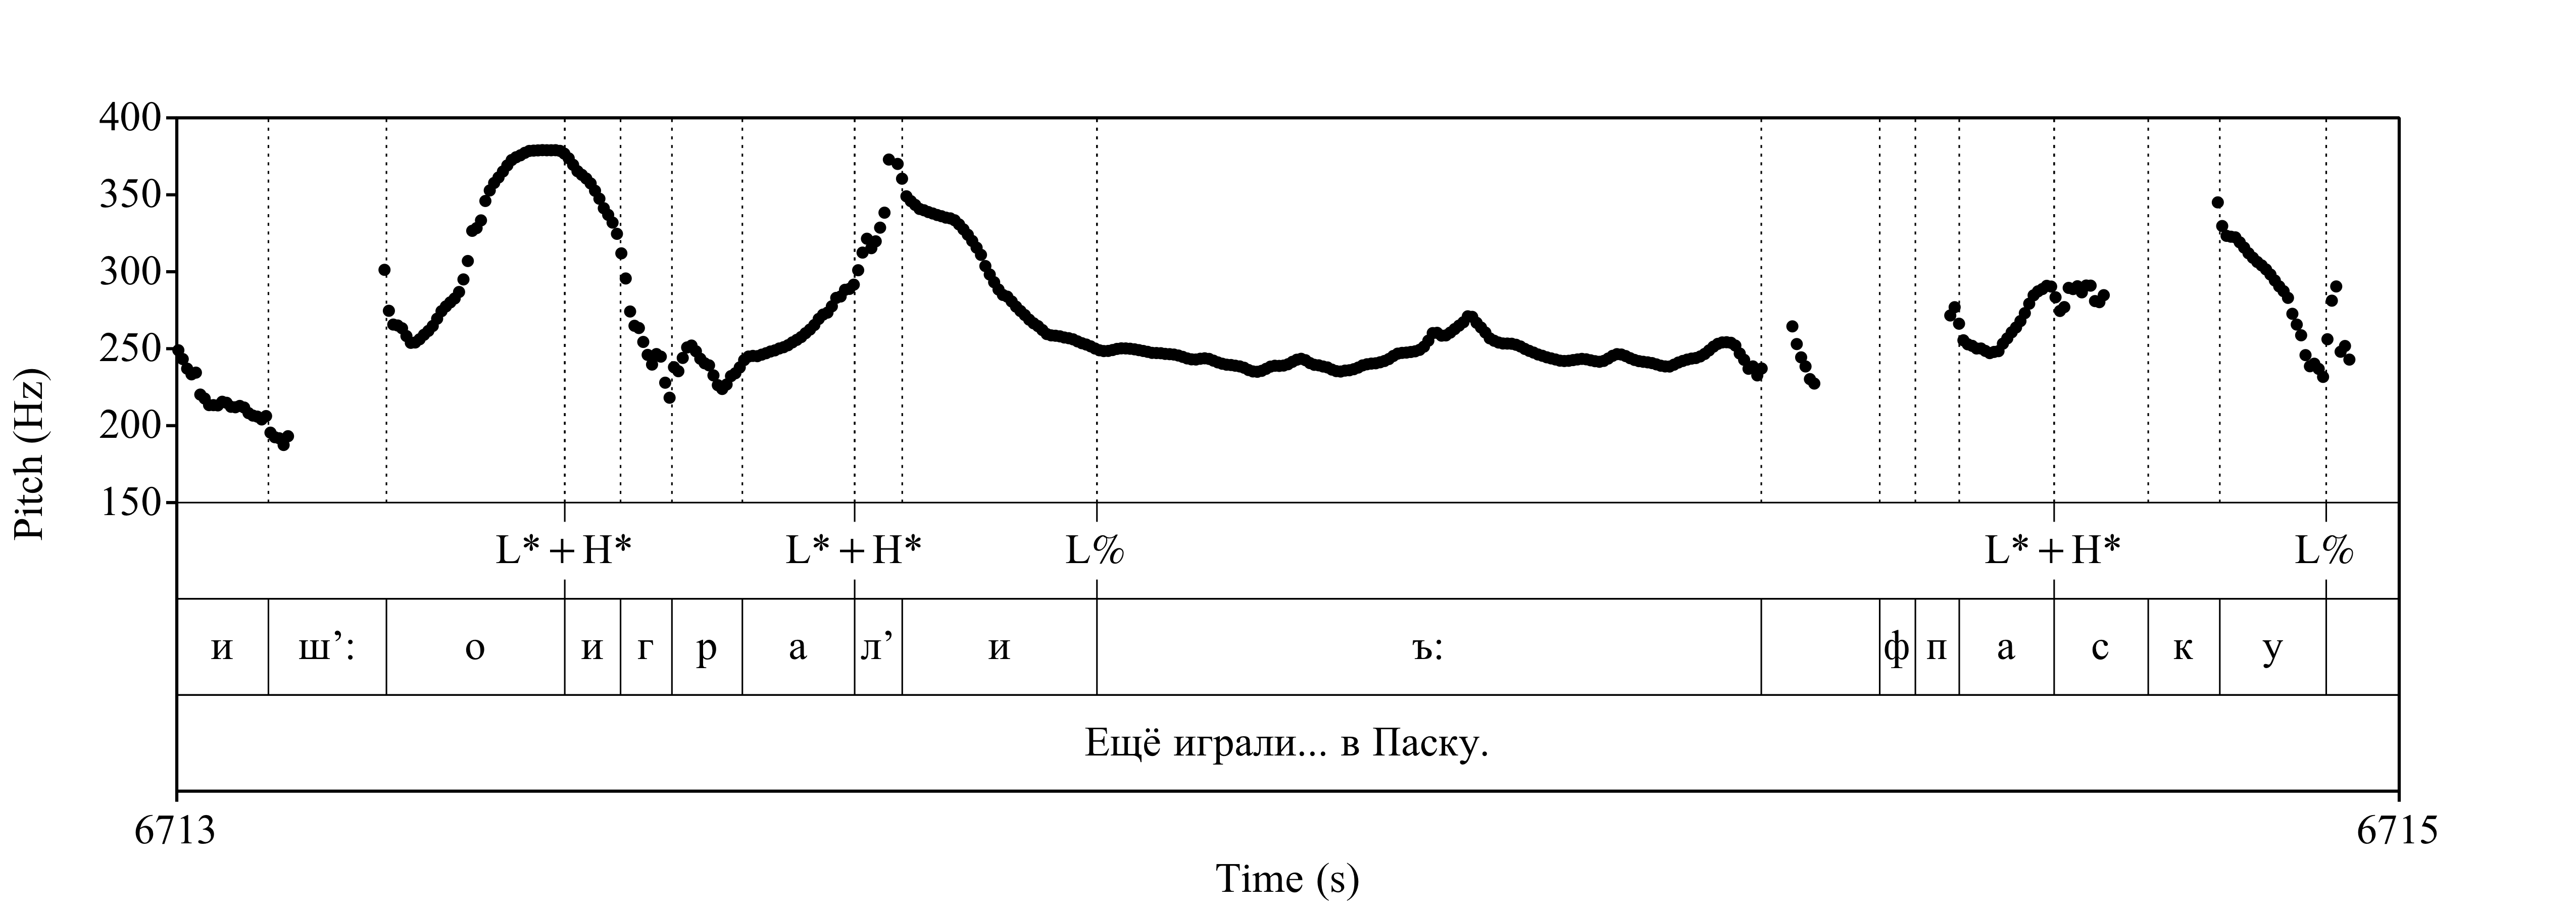 400
350
300
250
200
150
Pitch (Hz)
L* + H* L* + H* L% L* + H* L%
и ш’: о и г р а л’ и ъ: ф п а с к у
Ещё играли... в Паску.
6713 6715
Time (s)